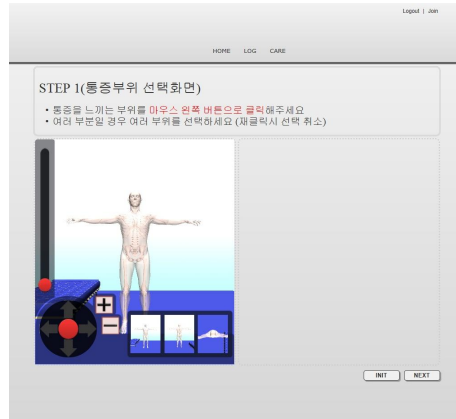 Logout | Join
HOME LOG CARE
STEP 1(통증부위 선택화면)
• 통증을 느끼는 부위를 마우스 왼쪽 버튼으로 클릭해주세요
• 여러 부분일 경우 여러 부위를 선택하세요 (재클릭시 선택 취소)
INIT NEXT